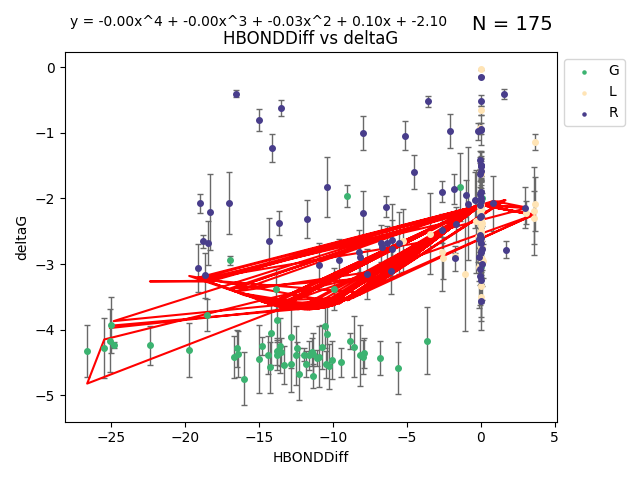 y = -0.00x^4 + -0.00x^3 + -0.03x^2 + 0.10x + -2.10
N = 175
HBONDDiff vs deltaG
G
L
R
deltaG
0
−1
−2
−3
−4
−5
−25
−20
−15
−10
−5
0
5
HBONDDiff